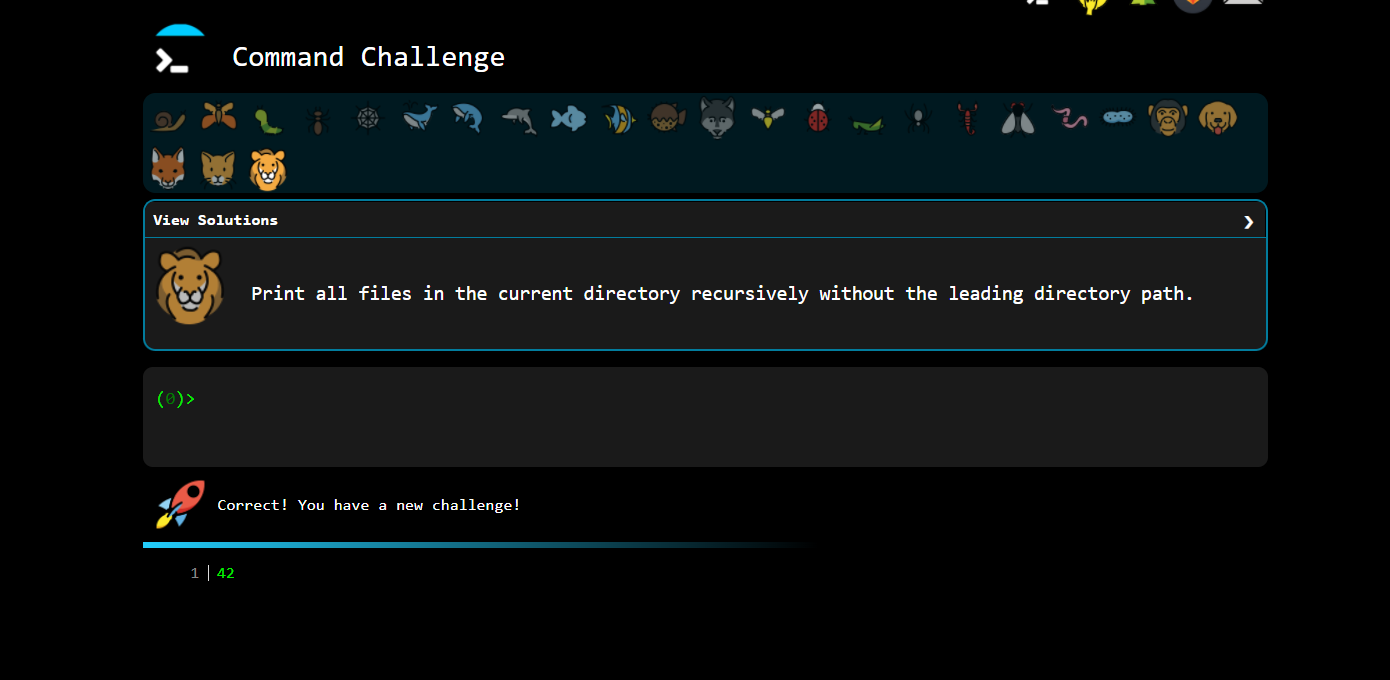 Command Challenge
View Solutions
Print all files in the current directory recursively without the leading directory path.
(0)>
Correct! You have a new challenge!
1 42